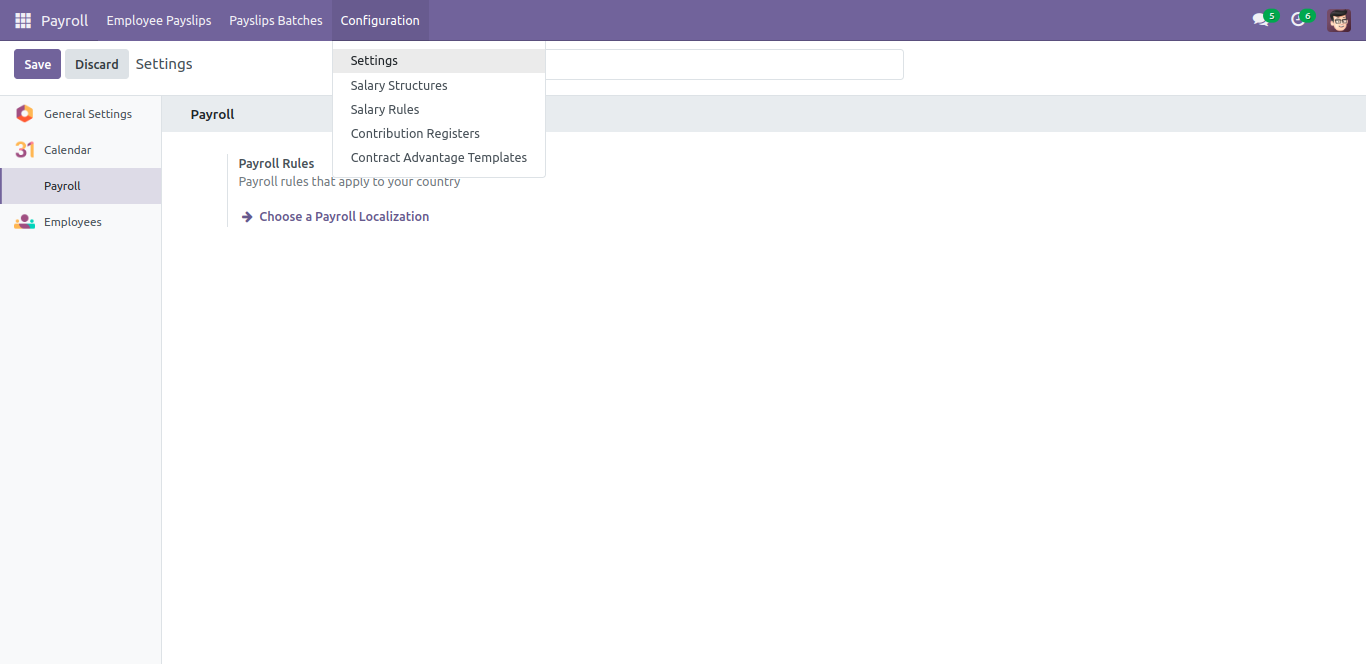 Payroll Employee Payslips Payslips Batches Configuration 5 6
Save Discard Settings
Settings
Salary Structures
Salary Rules
Contribution Registers
Contract Advantage Templates
General Settings
31 Calendar
Payroll
Employees
Payroll
Payroll Rules
Payroll rules that apply to your country
Choose a Payroll Localization